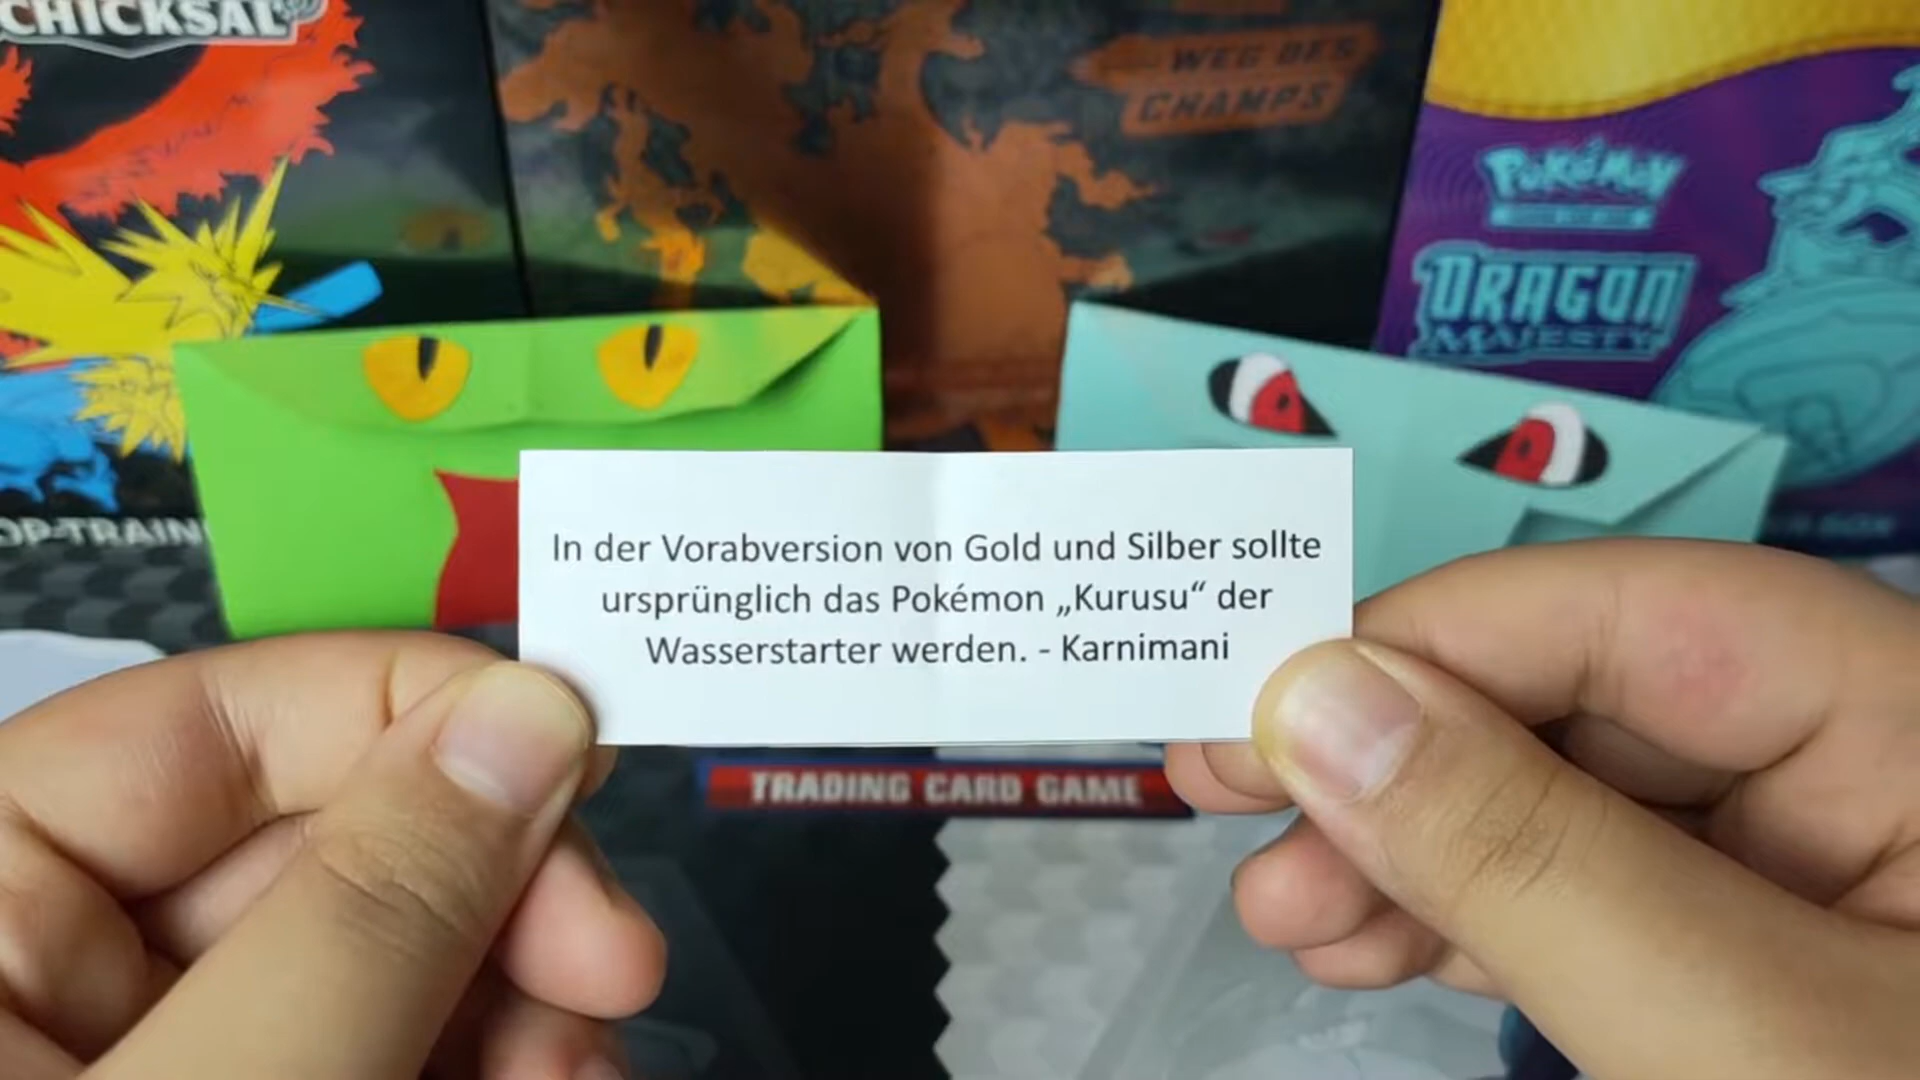 CHICKSAL
WEG DES
CHAMPS
POKÉMON
DRAGON
MAJESTY
OP-TRAIN
In der Vorabversion von Gold und Silber sollte
ursprünglich das Pokémon „Kurusu“ der
Wasserstarter werden. - Karnimani
TRADING CARD GAME